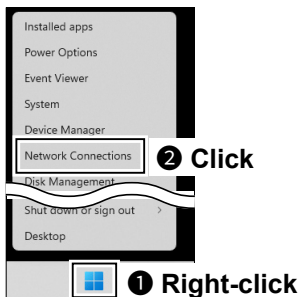 Installed apps
Power Options
Event Viewer
System
Device Manager
Network Connections
❷ Click
Disk Management
Shut down or sign out >
Desktop
❶ Right-click